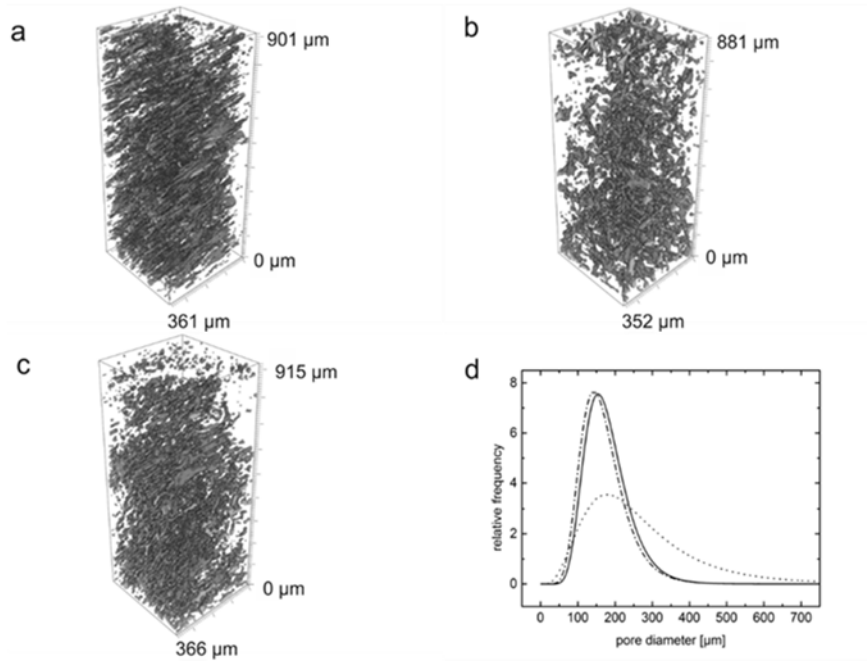 a
901 µm
0 µm
361 µm
b
881 µm
0 µm
352 µm
c
915 µm
0 µm
366 µm
d
8
6
4
2
0
relative frequency
0 100 200 300 400 500 600 700
pore diameter [µm]